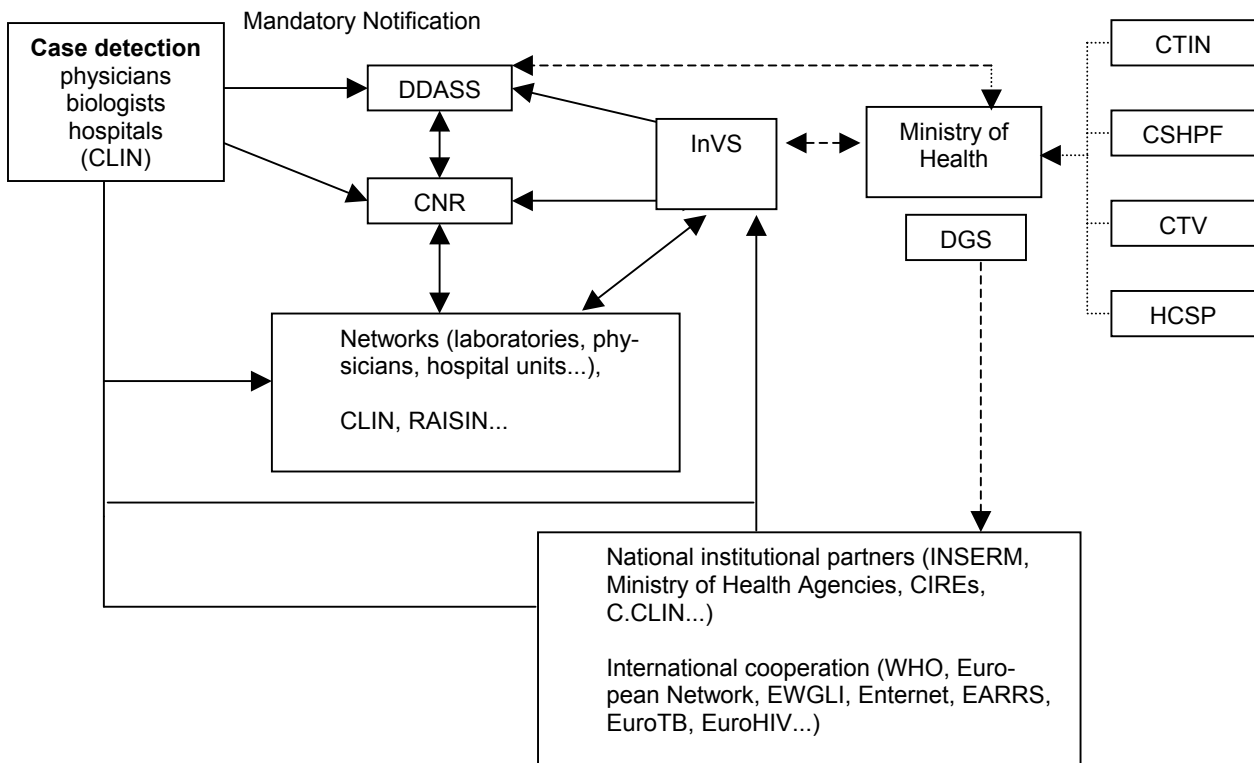 Mandatory Notification
Case detection
physicians
biologists
hospitals
(CLIN)
DDASS
CNR
InVS
Ministry of
Health
DGS
CTIN
CSHPF
CTV
HCSP
Networks (laboratories, phy-
sicians, hospital units...),
CLIN, RAISIN...
National institutional partners (INSERM,
Ministry of Health Agencies, CIREs,
C.CLIN...)
International cooperation (WHO, Euro-
pean Network, EWGLI, Enternet, EARRS,
EuroTB, EuroHIV...)